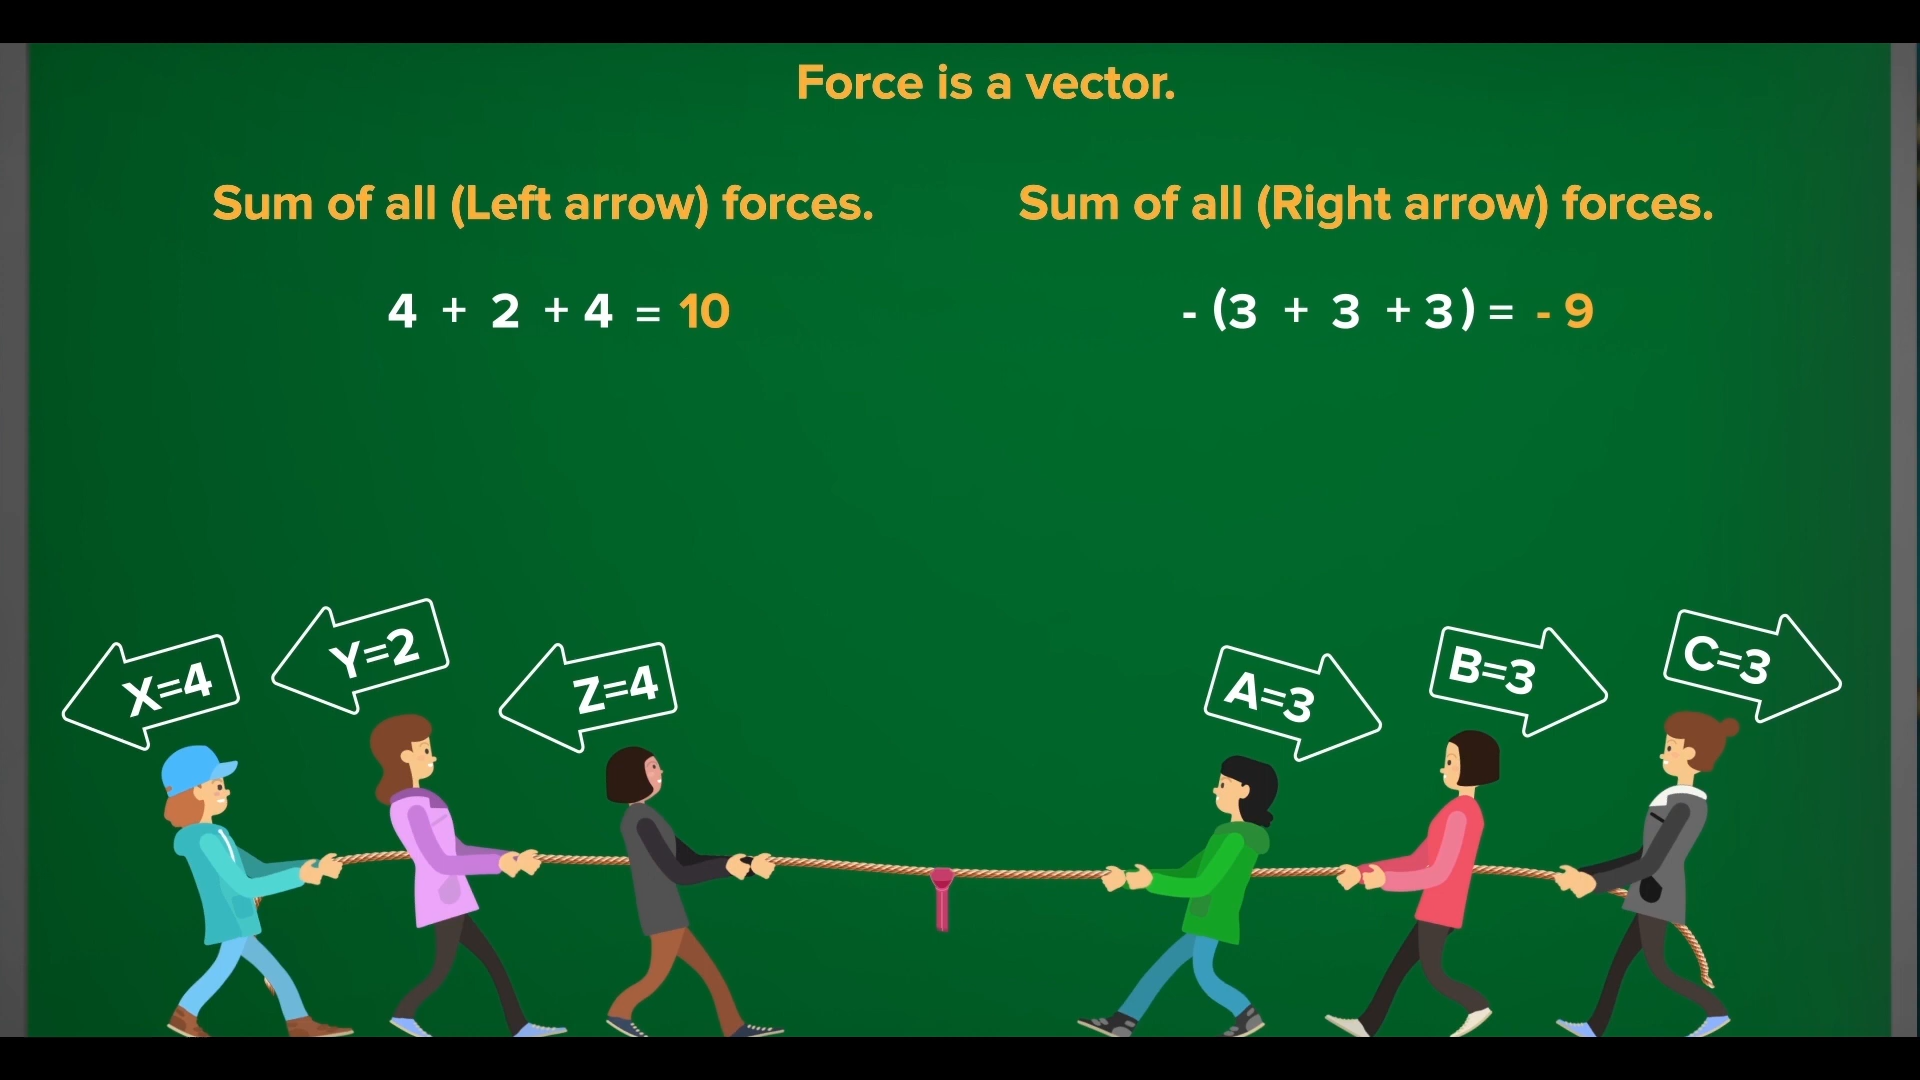 Force is a vector.
Sum of all (Left arrow) forces.
Sum of all (Right arrow) forces.
4 + 2 + 4 = 10
- (3 + 3 + 3) = - 9
X=4
Y=2
Z=4
A=3
B=3
C=3